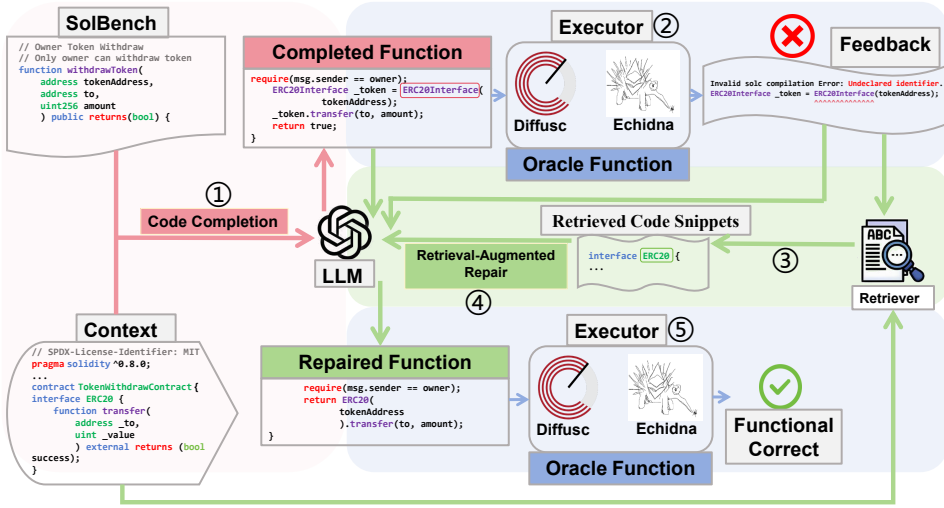 SolBench
// Owner Token Withdraw
// Only owner can withdraw token
function withdrawToken(
address tokenAddress,
address to,
uint256 amount
) public returns(bool) {
Completed Function
require(msg.sender == owner);
ERC20Interface _token = ERC20Interface(
tokenAddress);
_token.transfer(to, amount);
return true;
}
Executor ②
Diffusc
Echidna
Oracle Function
Feedback
Invalid solc compilation Error: Undeclared identifier.
ERC20Interface _token = ERC20Interface(tokenAddress);
^^^^^^^^^^^^^^
①
Code Completion
LLM
Retrieved Code Snippets
interface ERC20 {
...
Retrieval-Augmented
Repair
④
③
ABC
Retriever
Context
// SPDX-License-Identifier: MIT
pragma solidity ^0.8.0;
...
contract TokenWithdrawContract{
interface ERC20 {
function transfer(
address _to,
uint _value
) external returns (bool
success);
}
Repaired Function
require(msg.sender == owner);
return ERC20(
tokenAddress
).transfer(to, amount);
}
Executor ⑤
Diffusc
Echidna
Oracle Function
Functional
Correct